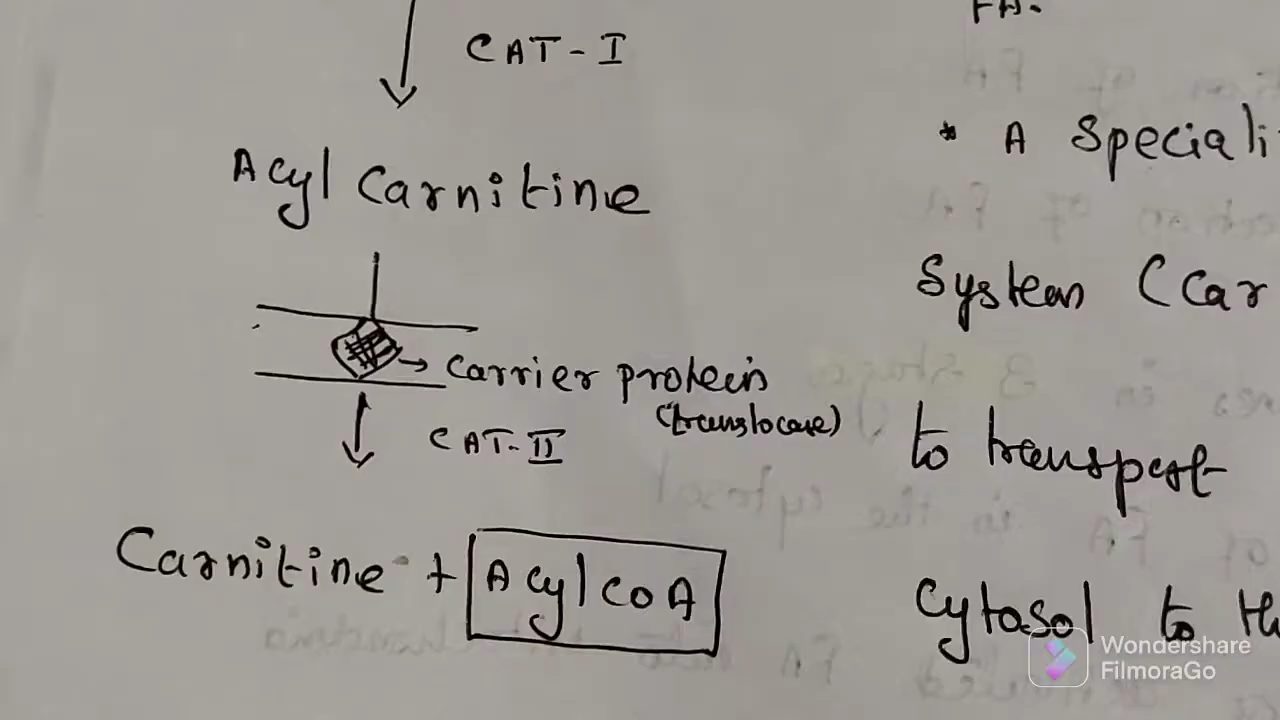 CAT-I
Acyl Carnitine
→ Carrier protein
(translocase)
CAT-II
Carnitine + Acyl CoA
FA.
* A Speciali
System (Car
to transport
Cytosol to th
Wondershare
FilmoraGo